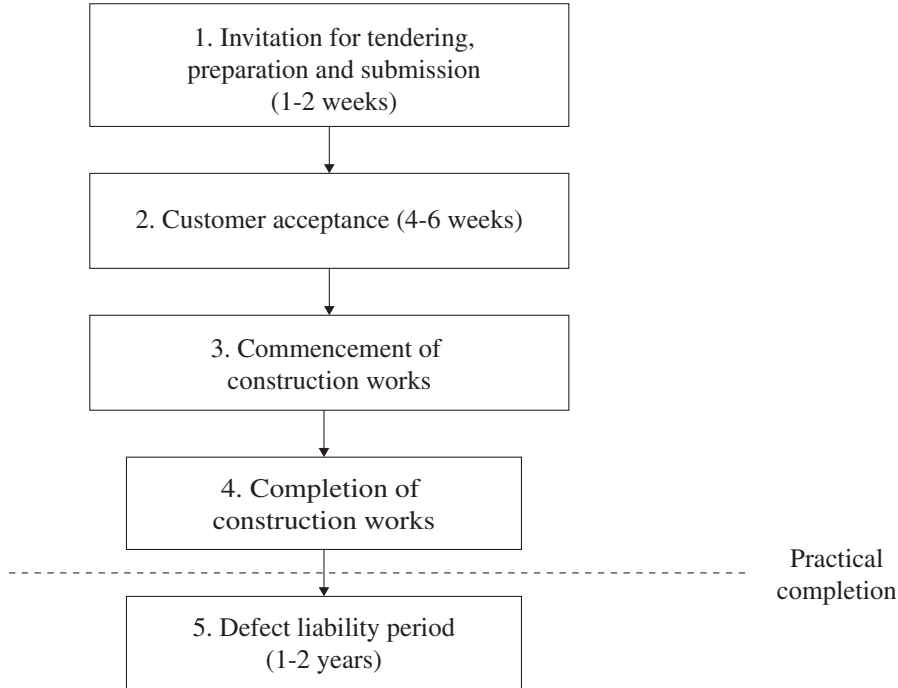 1. Invitation for tendering,
preparation and submission
(1-2 weeks)
2. Customer acceptance (4-6 weeks)
3. Commencement of
construction works
4. Completion of
construction works
Practical
completion
5. Defect liability period
(1-2 years)